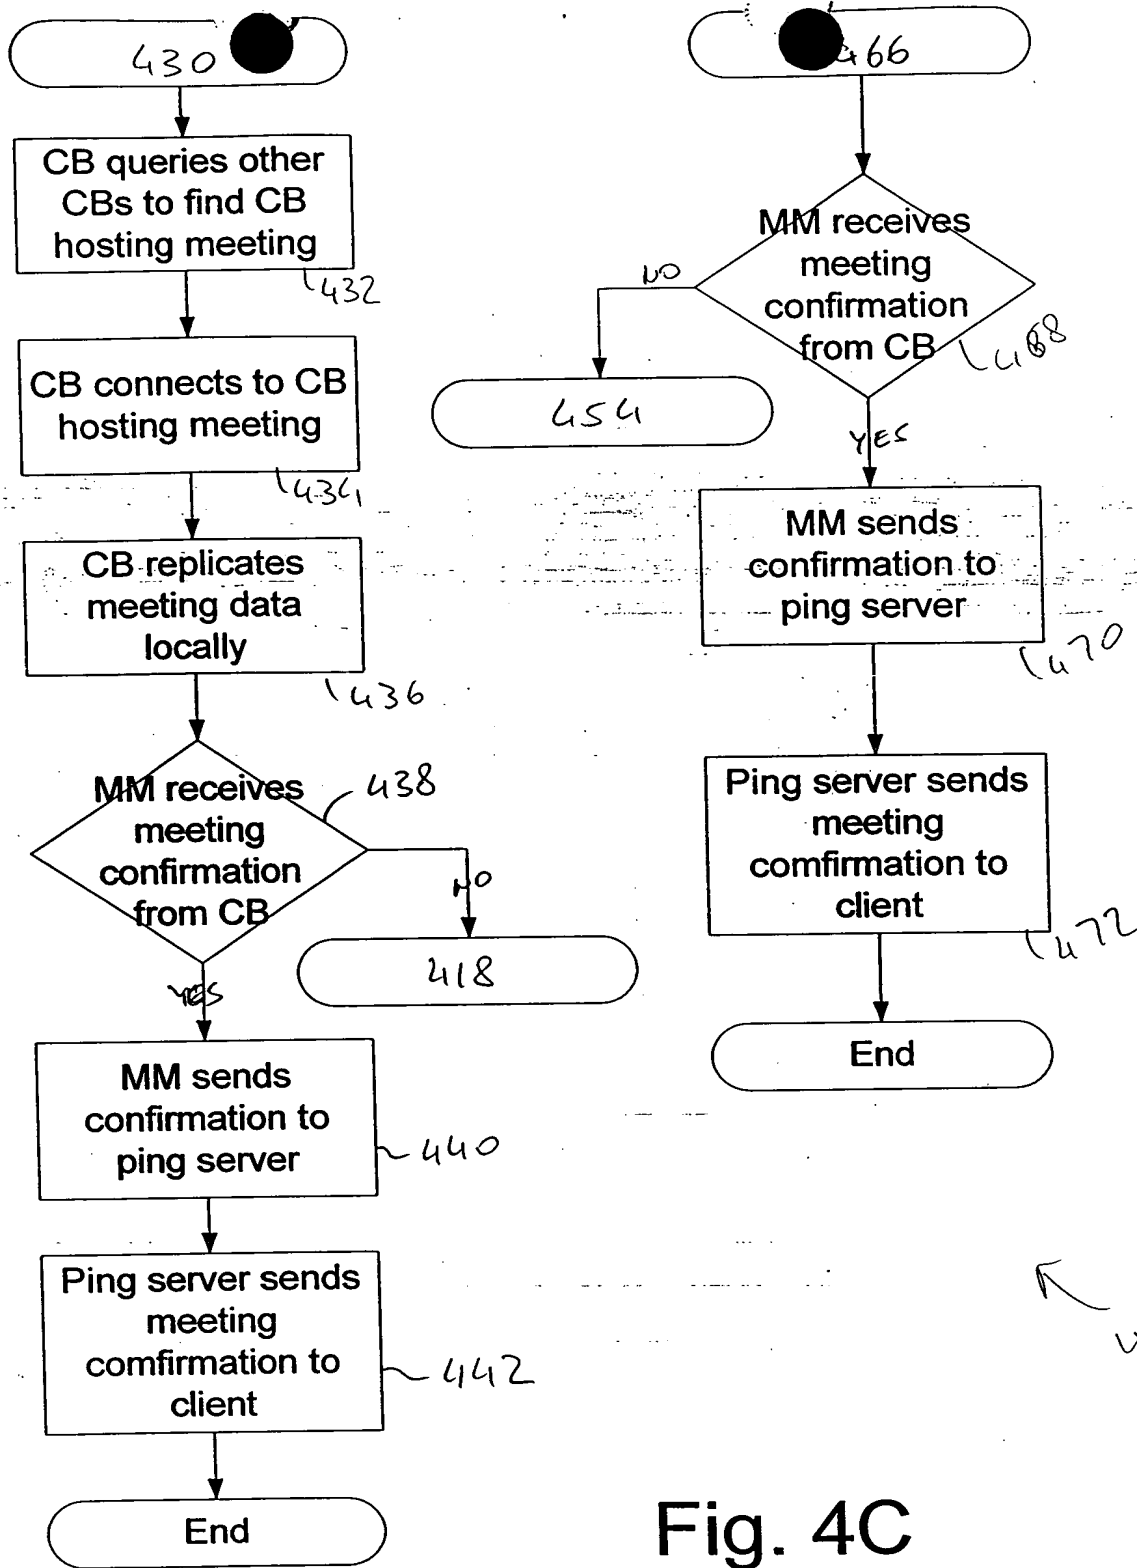 430
CB queries other
CBs to find CB
hosting meeting
432
CB connects to CB
hosting meeting
434
CB replicates
meeting data
locally
436
MM receives
meeting
confirmation
from CB
438
NO
418
YES
MM sends
confirmation to
ping server
440
Ping server sends
meeting
comfirmation to
client
442
End
466
MM receives
meeting
confirmation
from CB
468
NO
454
YES
MM sends
confirmation to
ping server
470
Ping server sends
meeting
comfirmation to
client
472
End
Fig. 4C